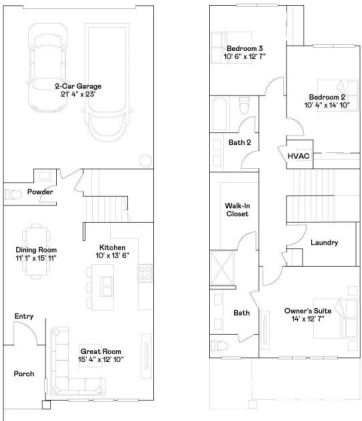 2-Car Garage
21' 4" x 23'
Powder
Dining Room
11' 1" x 15' 11"
Kitchen
10' x 13' 6"
Entry
Great Room
15' 4" x 12' 10"
Porch
Bedroom 3
10' 6" x 12' 7"
Bedroom 2
10' 4" x 14' 10"
Bath 2
HVAC
Walk-In
Closet
Laundry
Bath
Owner's Suite
14' x 12' 7"